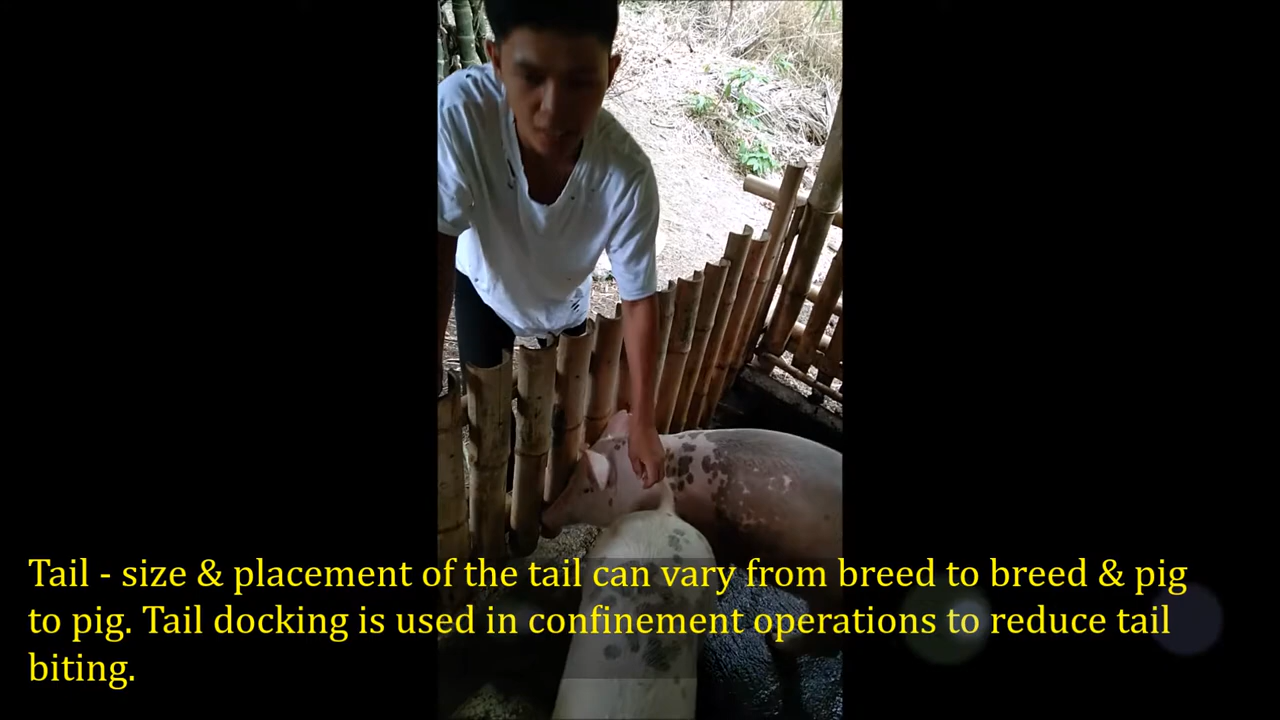 Tail - size & placement of the tail can vary from breed to breed & pig
to pig. Tail docking is used in confinement operations to reduce tail
biting.